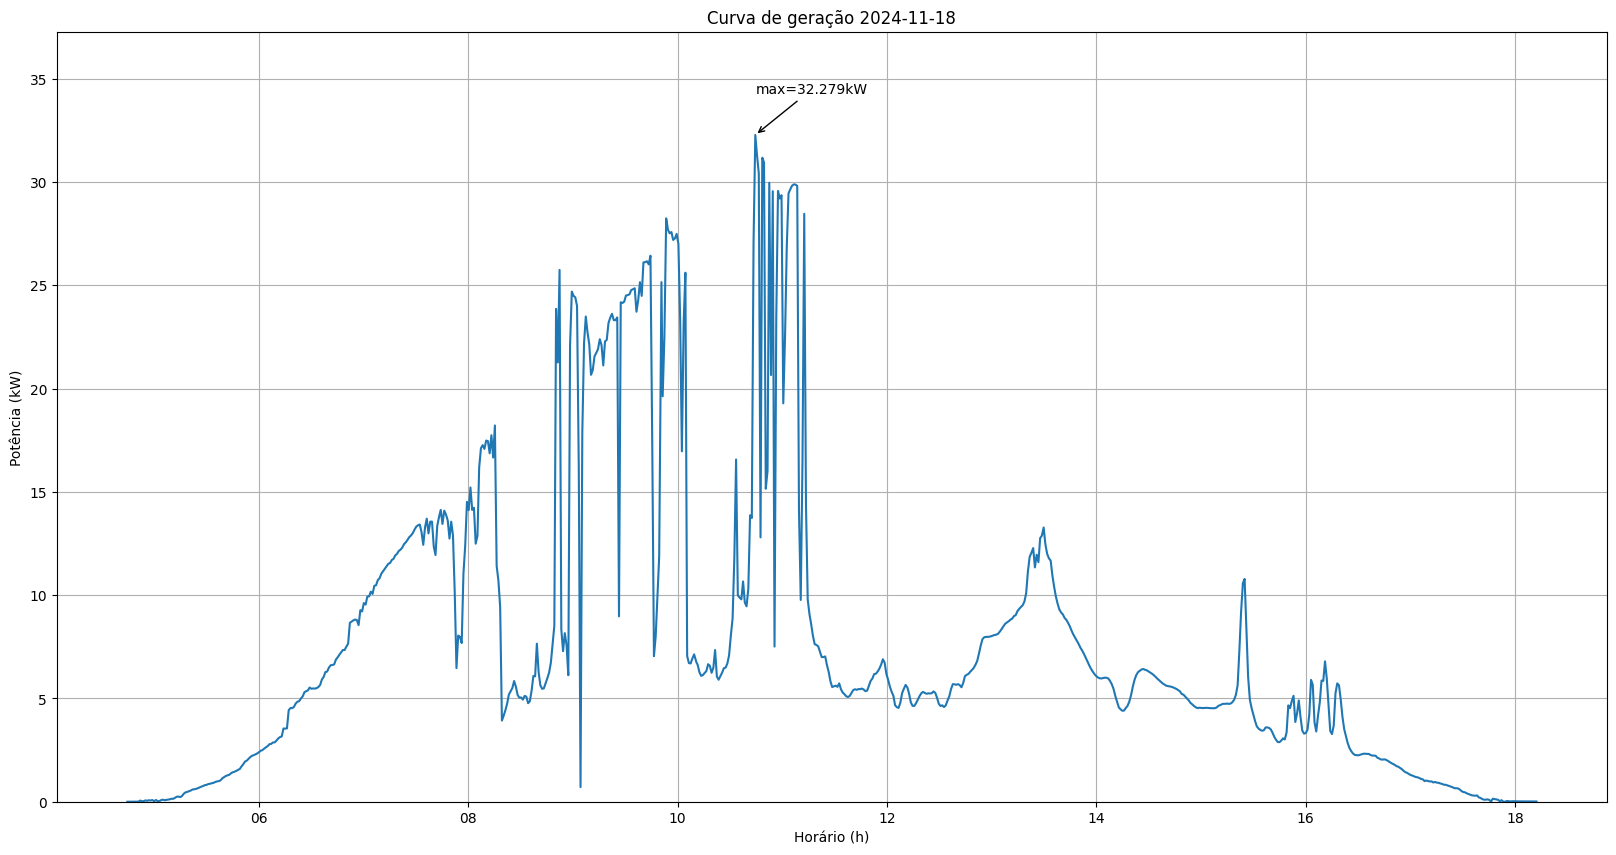 Curva de geração 2024-11-18
max=32.279kW
Potência (kW)
35
30
25
20
15
10
5
0
06 08 10 12 14 16 18
Horário (h)